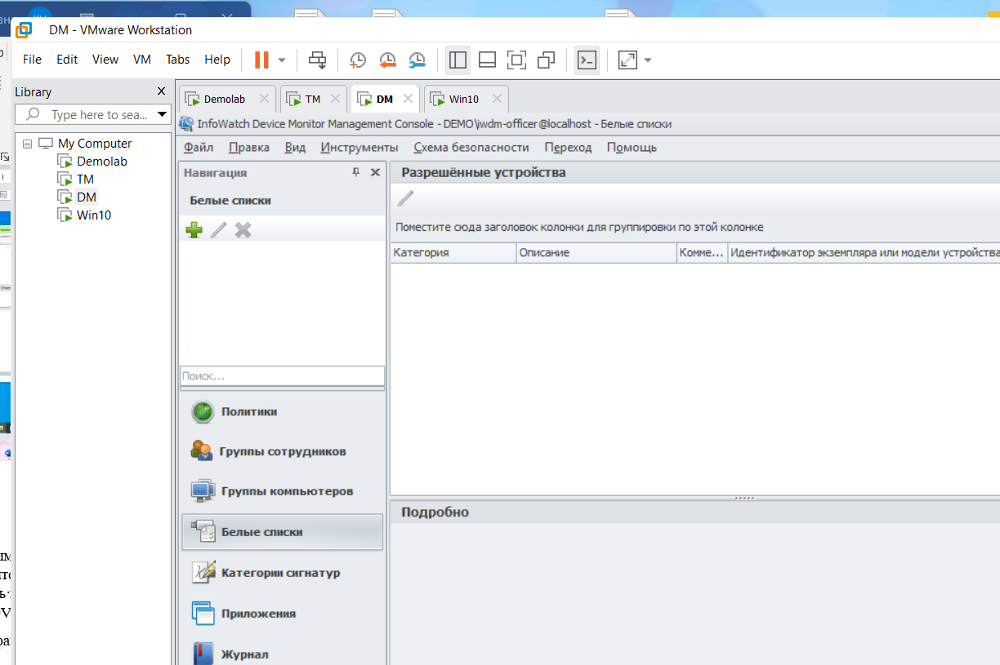 DM - VMware Workstation
File Edit View VM Tabs Help
Library
Type here to sea...
My Computer
Demolab
TM
DM
Win10
Demolab TM DM Win10
InfoWatch Device Monitor Management Console - DEMO\iwdm-officer@localhost - Белые списки
Файл Правка Вид Инструменты Схема безопасности Переход Помощь
Навигация
Белые списки
Поиск...
Политики
Группы сотрудников
Группы компьютеров
Белые списки
Категории сигнатур
Приложения
Журнал
Разрешённые устройства
Поместите сюда заголовок колонки для группировки по этой колонке
Категория Описание Комме... Идентификатор экземпляра или модели устройства
Подробно